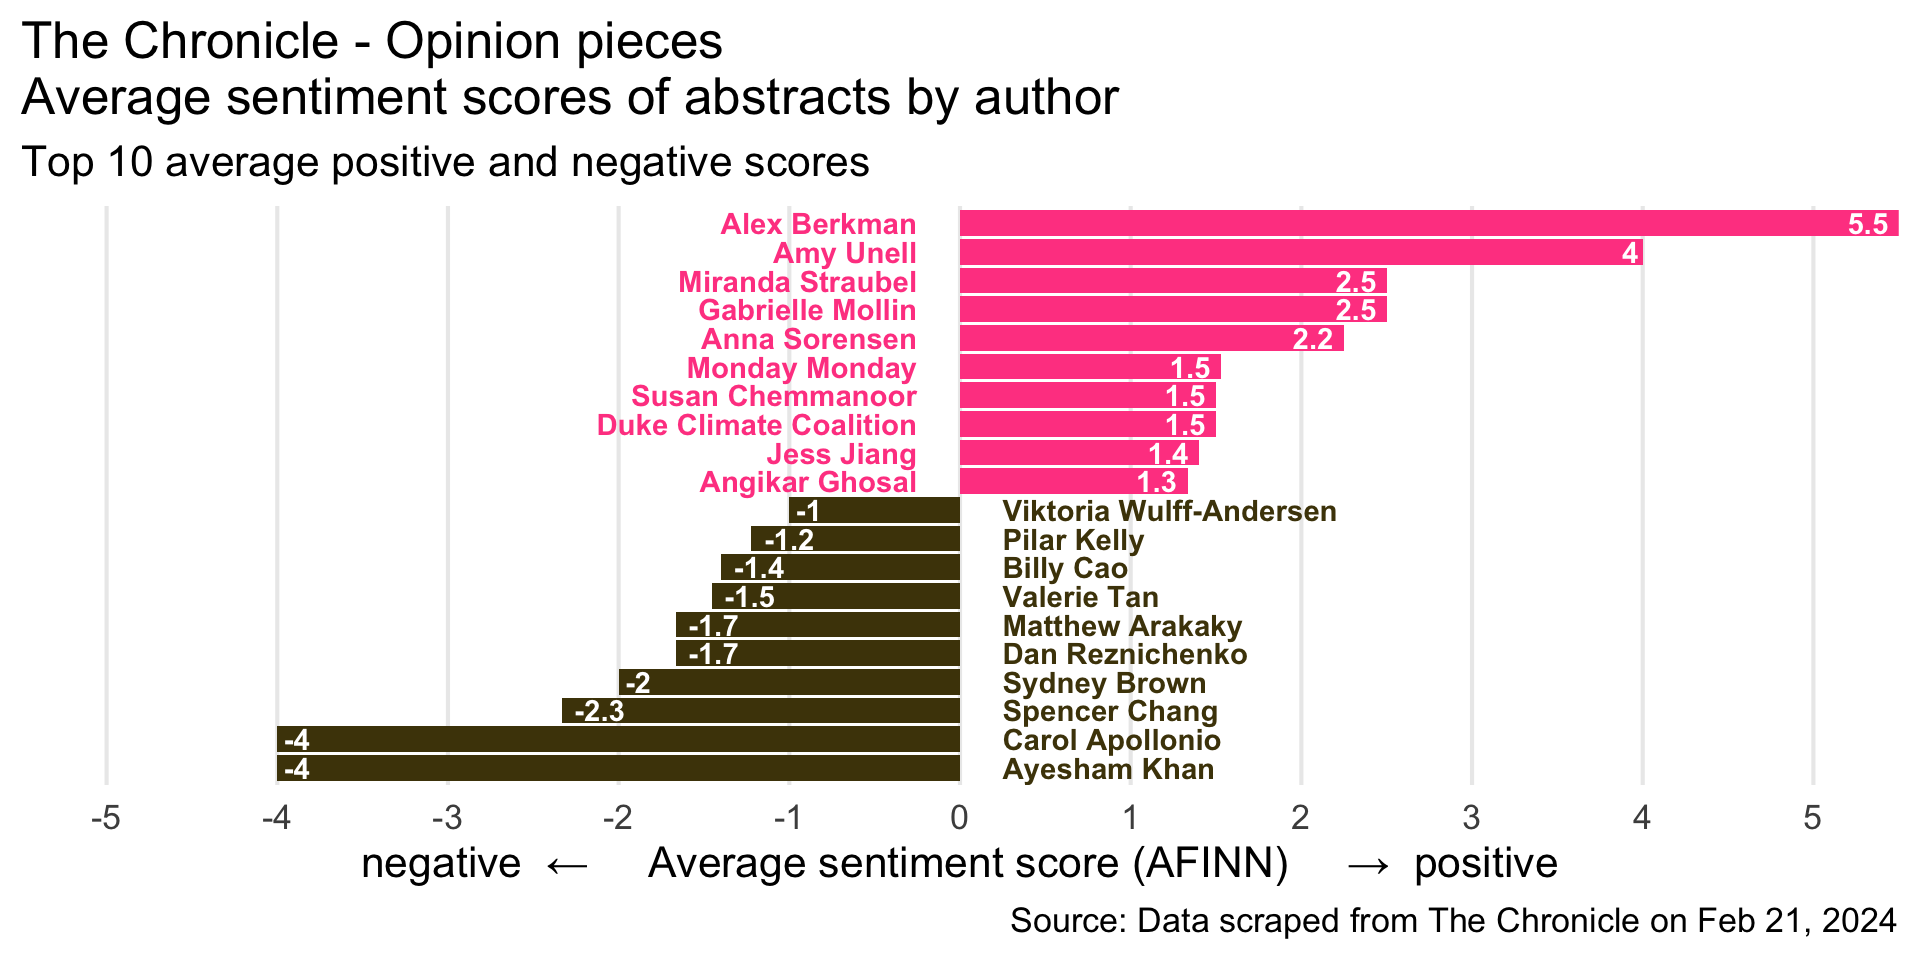 The Chronicle - Opinion pieces
Average sentiment scores of abstracts by author
Top 10 average positive and negative scores
Alex Berkman 5.5
Amy Unell 4
Miranda Straubel 2.5
Gabrielle Mollin 2.5
Anna Sorensen 2.2
Monday Monday 1.5
Susan Chemmanoor 1.5
Duke Climate Coalition 1.5
Jess Jiang 1.4
Angikar Ghosal 1.3
-1 Viktoria Wulff-Andersen
-1.2 Pilar Kelly
-1.4 Billy Cao
-1.5 Valerie Tan
-1.7 Matthew Arakaky
-1.7 Dan Reznichenko
-2 Sydney Brown
-2.3 Spencer Chang
-4 Carol Apollonio
-4 Ayesham Khan
-5 -4 -3 -2 -1 0 1 2 3 4 5
negative ← Average sentiment score (AFINN) → positive
Source: Data scraped from The Chronicle on Feb 21, 2024